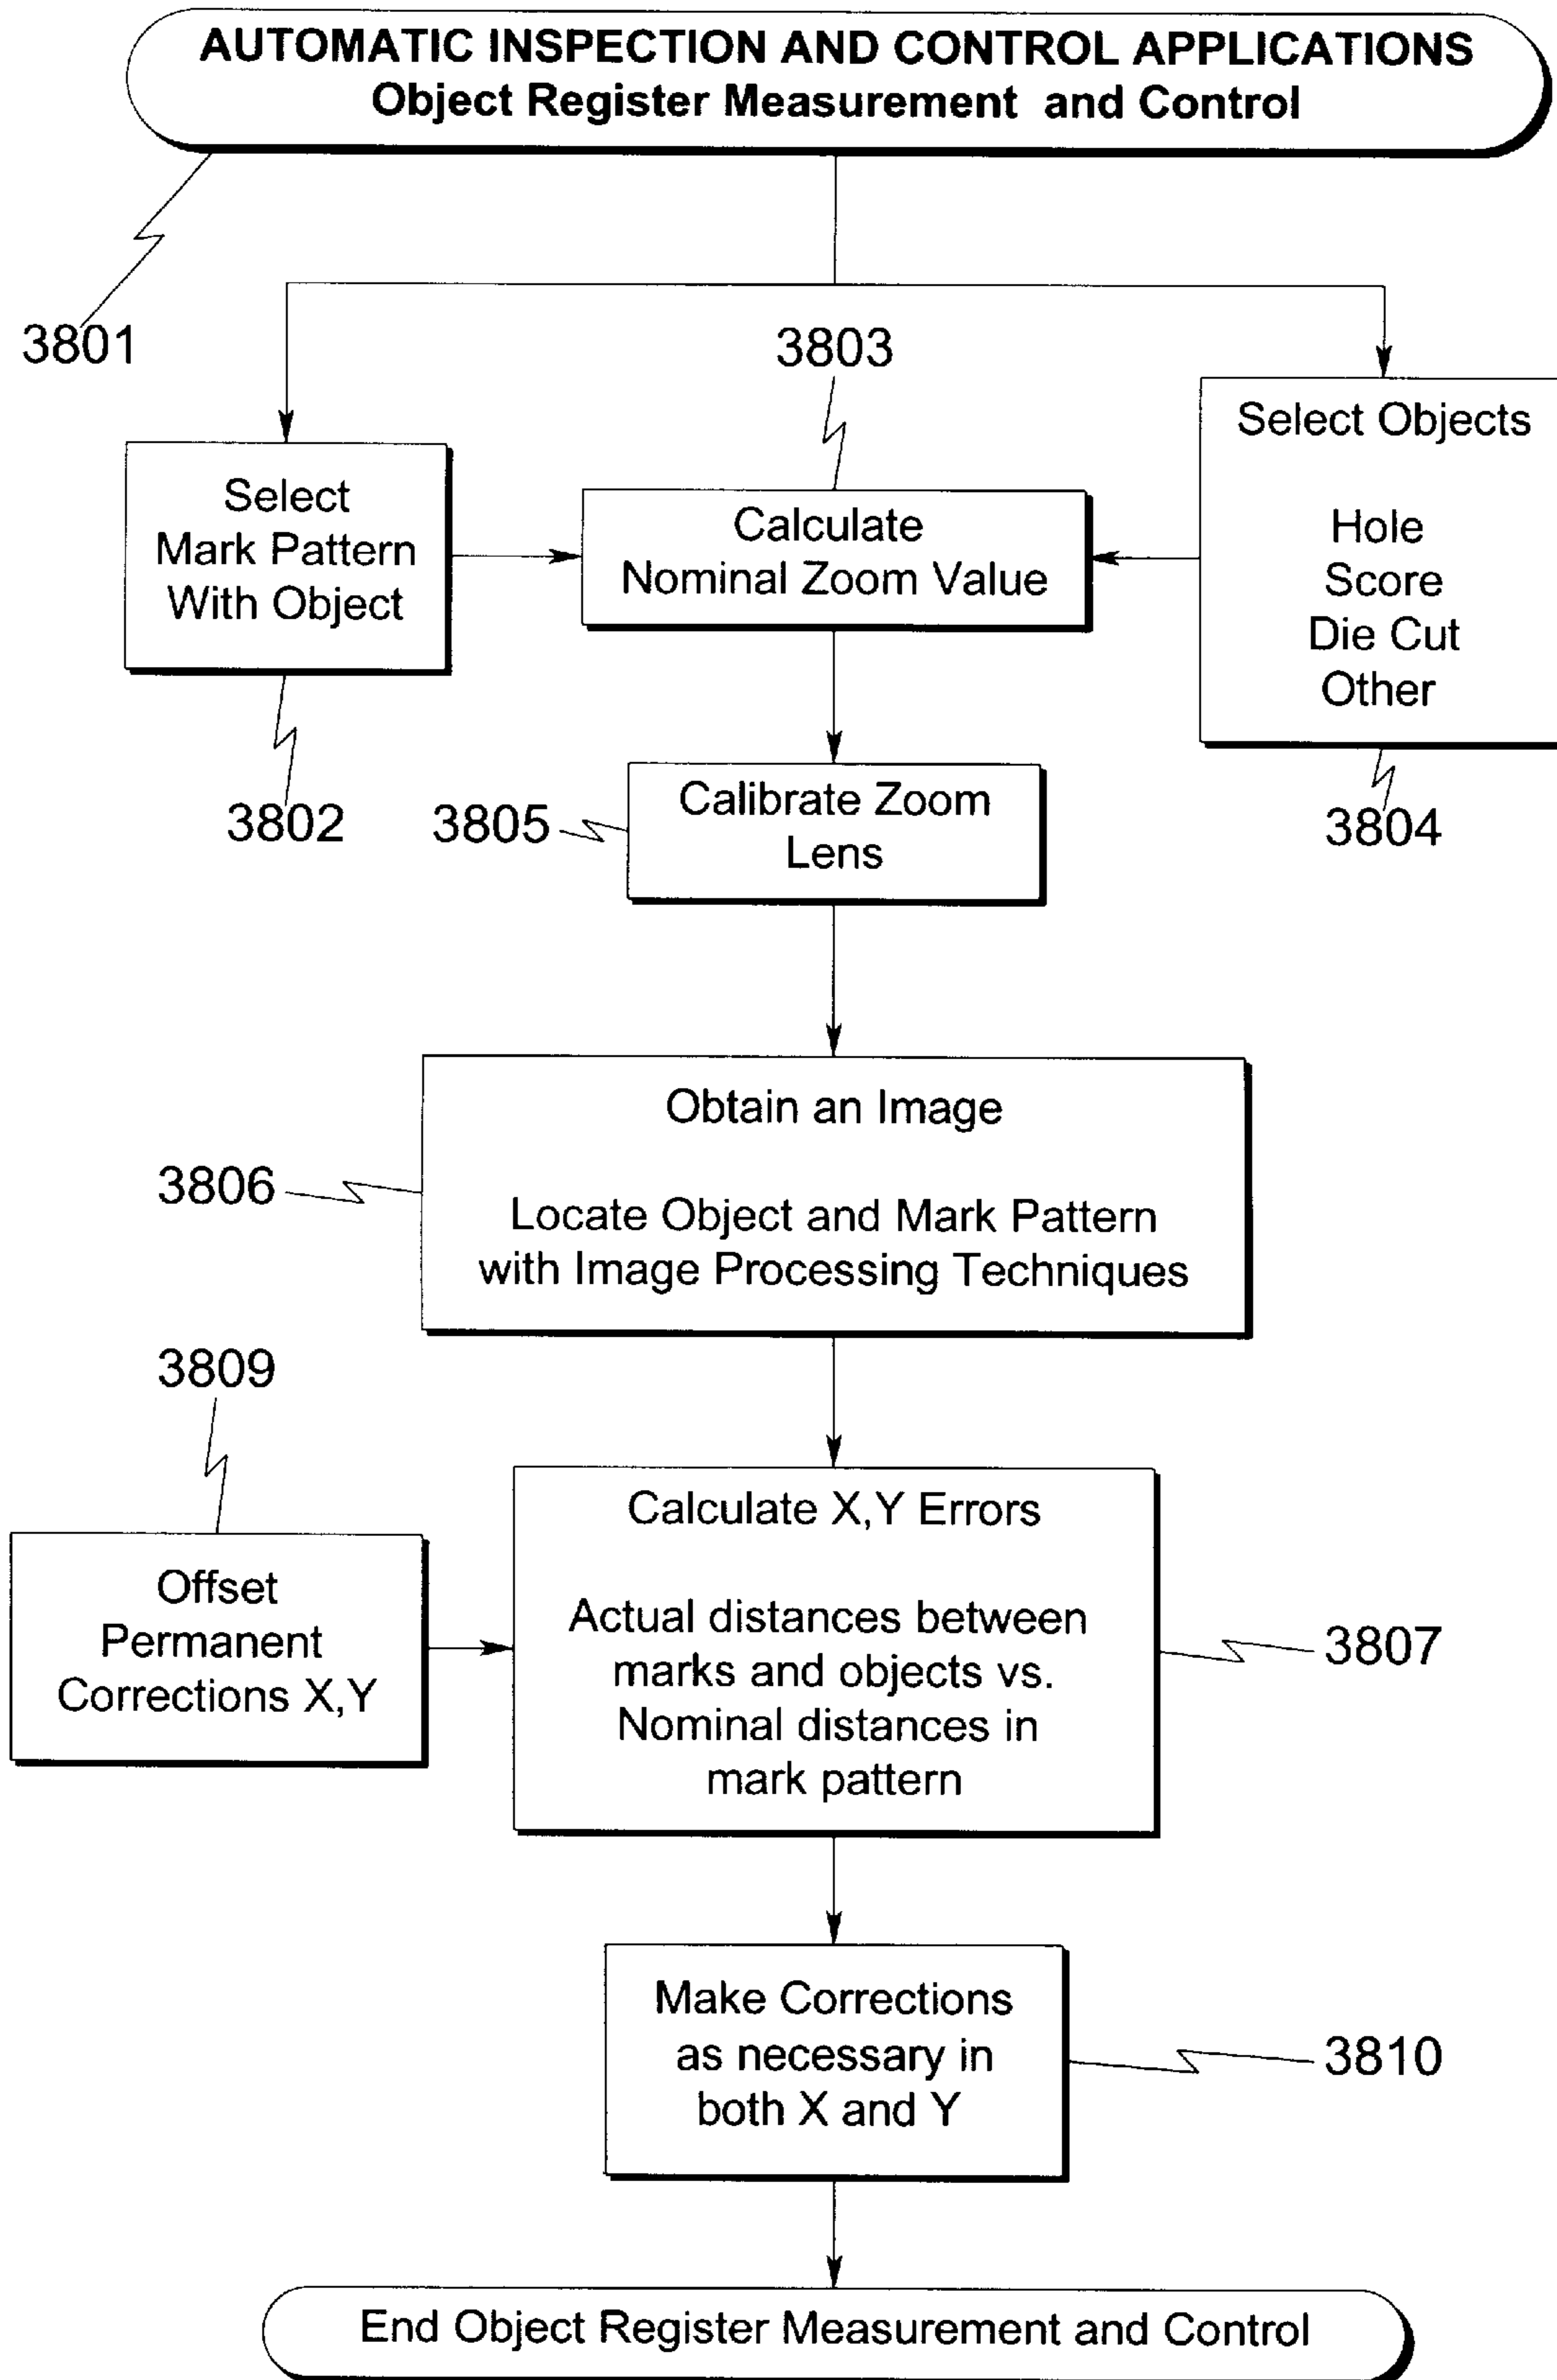 AUTOMATIC INSPECTION AND CONTROL APPLICATIONS
Object Register Measurement and Control
3801
3803
Select
Mark Pattern
With Object
3802
Calculate
Nominal Zoom Value
Select Objects
Hole
Score
Die Cut
Other
3804
3805
Calibrate Zoom
Lens
3806
Obtain an Image
Locate Object and Mark Pattern
with Image Processing Techniques
3809
Offset
Permanent
Corrections X,Y
Calculate X,Y Errors
Actual distances between
marks and objects vs.
Nominal distances in
mark pattern
3807
Make Corrections
as necessary in
both X and Y
3810
End Object Register Measurement and Control